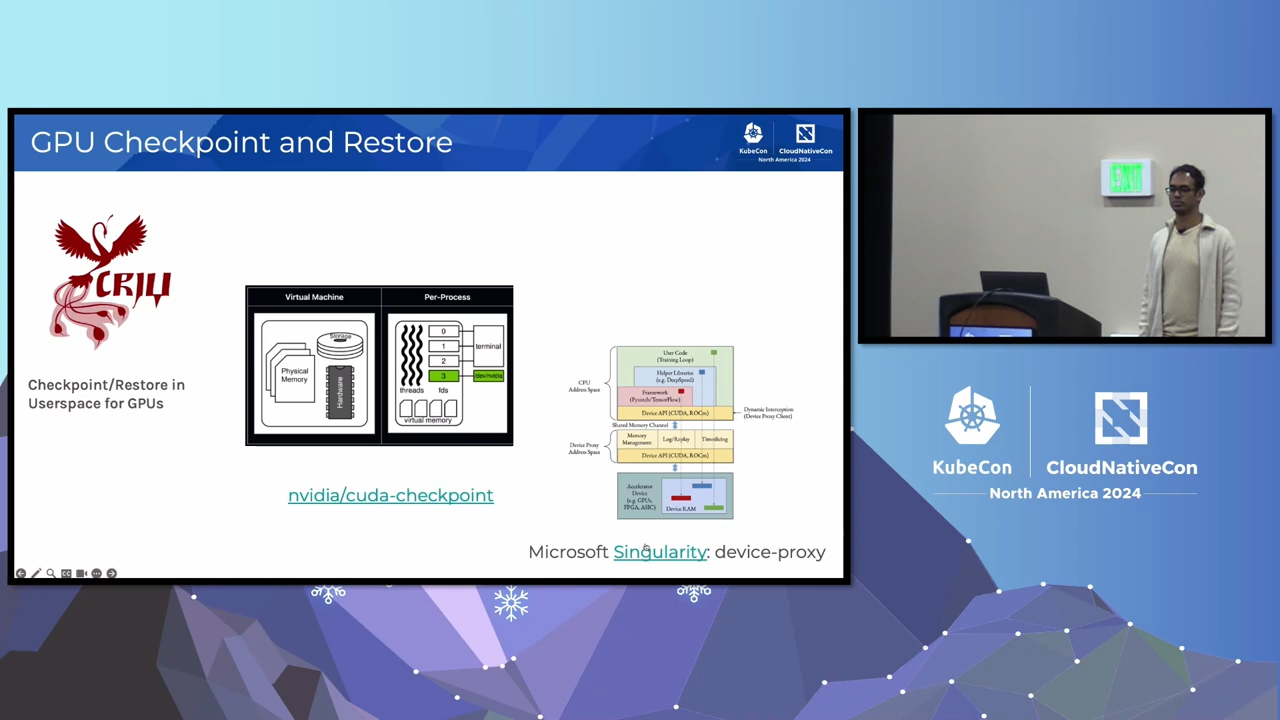 GPU Checkpoint and Restore
KubeCon
CloudNativeCon
North America 2024
CRIU
Checkpoint/Restore in
Userspace for GPUs
Virtual Machine
Per-Process
Physical
Memory
Storage
Hardware
0
1
2
3
terminal
dev/nvidia
threads
fds
virtual memory
nvidia/cuda-checkpoint
CPU
Address Space
User Code
(Training Loop)
Helper Libraries
(e.g. DeepSpeed)
Framework
(Pytorch/TensorFlow)
Device API (CUDA, ROCm)
Dynamic Interception
(Device Proxy Client)
Shared Memory Channel
Device Proxy
Address Space
Memory
Management
Log/Replay
Timeslicing
Device API (CUDA, ROCm)
Accelerator
Device
(e.g. GPUs,
FPGA, ASIC)
Device RAM
Microsoft Singularity: device-proxy
EXIT
KubeCon
CloudNativeCon
North America 2024